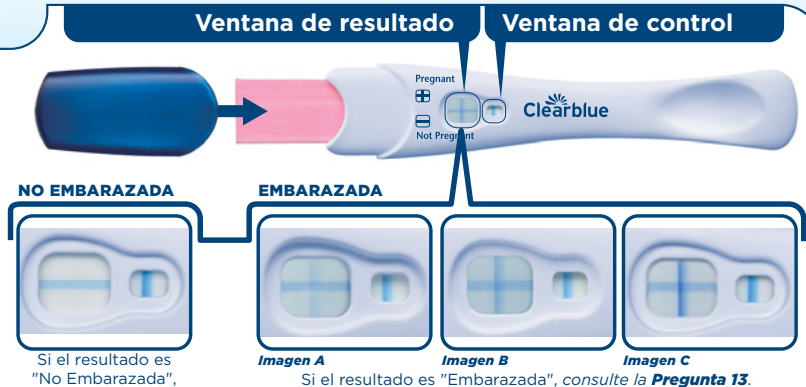 Ventana de resultado
Ventana de control
Pregnant
Not Pregnant
Clearblue
NO EMBARAZADA
EMBARAZADA
Si el resultado es
"No Embarazada",
Imagen A
Imagen B
Imagen C
Si el resultado es "Embarazada", consulte la Pregunta 13.